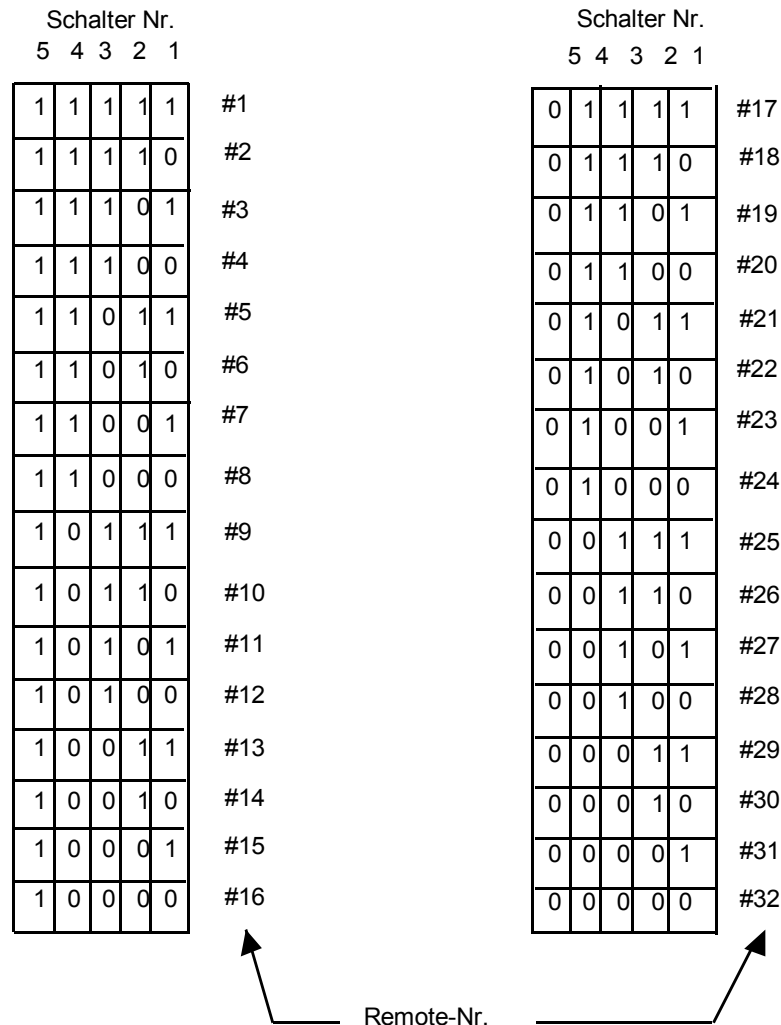 Schalter Nr.
5 4 3 2 1
1 1 1 1 1 #1
1 1 1 1 0 #2
1 1 1 0 1 #3
1 1 1 0 0 #4
1 1 0 1 1 #5
1 1 0 1 0 #6
1 1 0 0 1 #7
1 1 0 0 0 #8
1 0 1 1 1 #9
1 0 1 1 0 #10
1 0 1 0 1 #11
1 0 1 0 0 #12
1 0 0 1 1 #13
1 0 0 1 0 #14
1 0 0 0 1 #15
1 0 0 0 0 #16
Schalter Nr.
5 4 3 2 1
0 1 1 1 1 #17
0 1 1 1 0 #18
0 1 1 0 1 #19
0 1 1 0 0 #20
0 1 0 1 1 #21
0 1 0 1 0 #22
0 1 0 0 1 #23
0 1 0 0 0 #24
0 0 1 1 1 #25
0 0 1 1 0 #26
0 0 1 0 1 #27
0 0 1 0 0 #28
0 0 0 1 1 #29
0 0 0 1 0 #30
0 0 0 0 1 #31
0 0 0 0 0 #32
Remote-Nr.